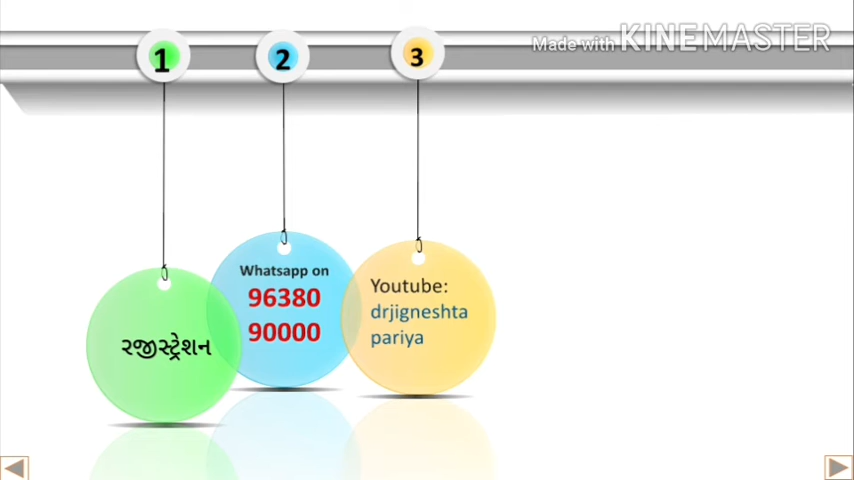 1
2
3
Made with KINEMASTER
રજીસ્ટ્રેશન
Whatsapp on
96380
90000
Youtube:
drjigneshta
pariya